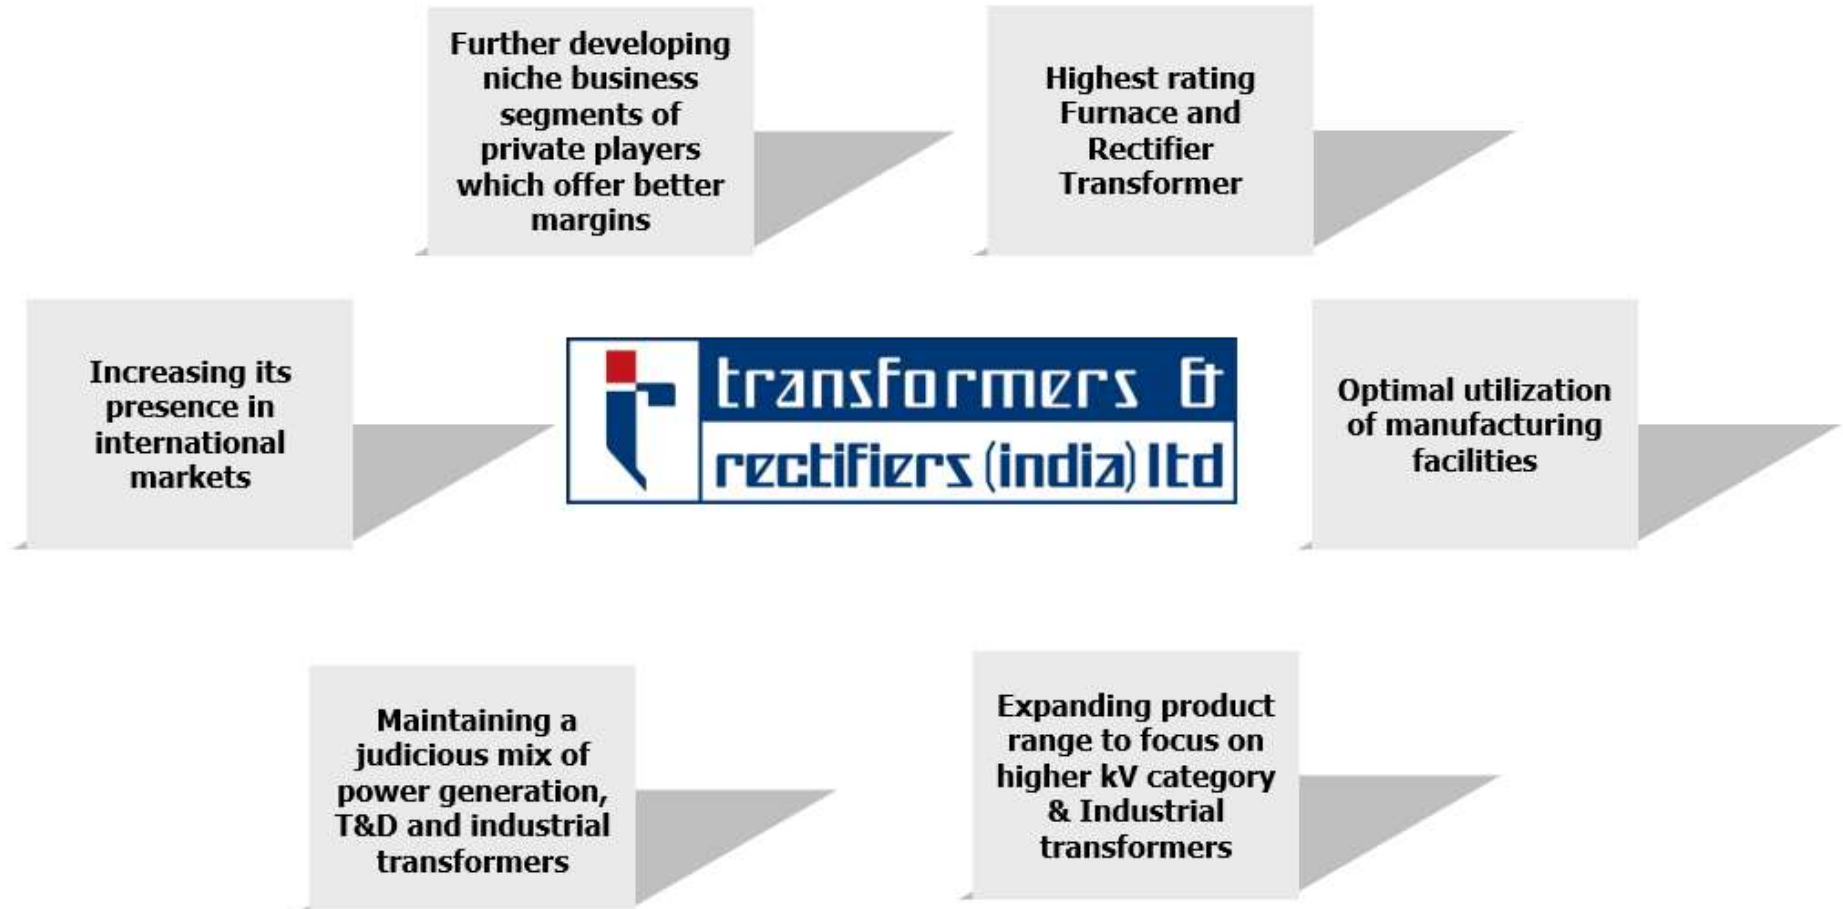 Further developing
niche business
segments of
private players
which offer better
margins
Highest rating
Furnace and
Rectifier
Transformer
Increasing its
presence in
international
markets
transformers &
rectifiers (india) ltd
Optimal utilization
of manufacturing
facilities
Maintaining a
judicious mix of
power generation,
T&D and industrial
transformers
Expanding product
range to focus on
higher kV category
& Industrial
transformers